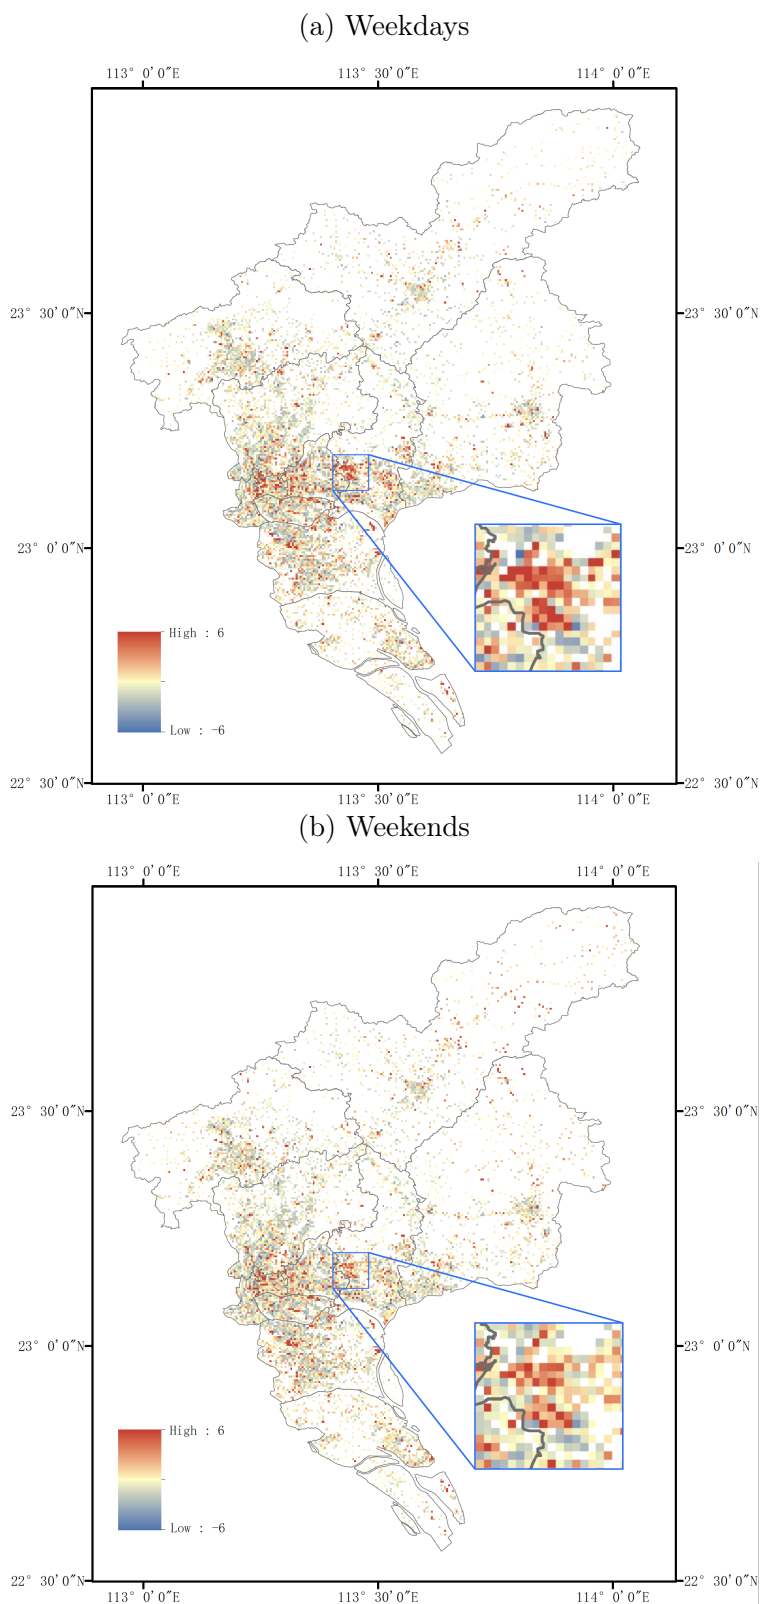 (a) Weekdays
113° 0′0″E 113° 30′0″E 114° 0′0″E
23° 30′0″N 23° 30′0″N
23° 0′0″N 23° 0′0″N
High : 6
Low : -6
22° 30′0″N 22° 30′0″N
113° 0′0″E 113° 30′0″E 114° 0′0″E
(b) Weekends
113° 0′0″E 113° 30′0″E 114° 0′0″E
23° 30′0″N 23° 30′0″N
23° 0′0″N 23° 0′0″N
High : 6
Low : -6
22° 30′0″N 22° 30′0″N
113° 0′0″E 113° 30′0″E 114° 0′0″E